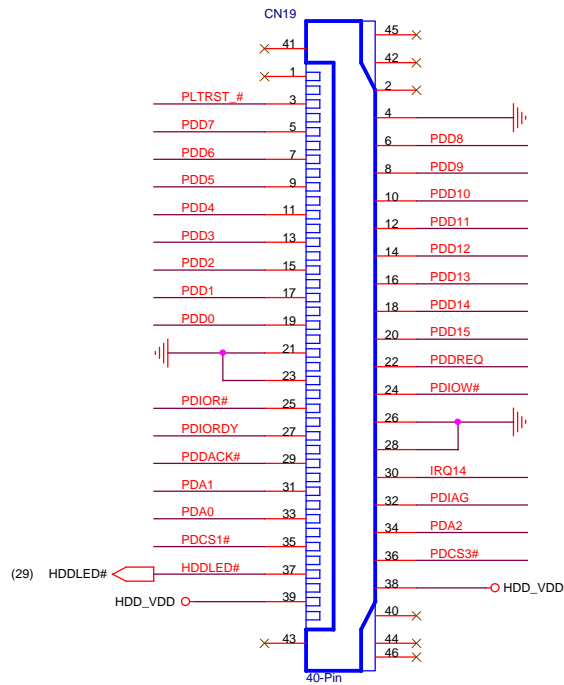 CN19
45
41
42
1
2
PLTRST_#
3
4
PDD7
5
6
PDD8
PDD6
7
8
PDD9
PDD5
9
10
PDD10
PDD4
11
12
PDD11
PDD3
13
14
PDD12
PDD2
15
16
PDD13
PDD1
17
18
PDD14
PDD0
19
20
PDD15
21
22
PDDREQ
23
24
PDIOW#
PDIOR#
25
26
PDIORDY
27
28
PDDACK#
29
30
IRQ14
PDA1
31
32
PDIAG
PDA0
33
34
PDA2
PDCS1#
35
36
PDCS3#
(29)
HDDLED#
HDDLED#
37
38
HDD_VDD
HDD_VDD
39
40
43
44
46
40-Pin